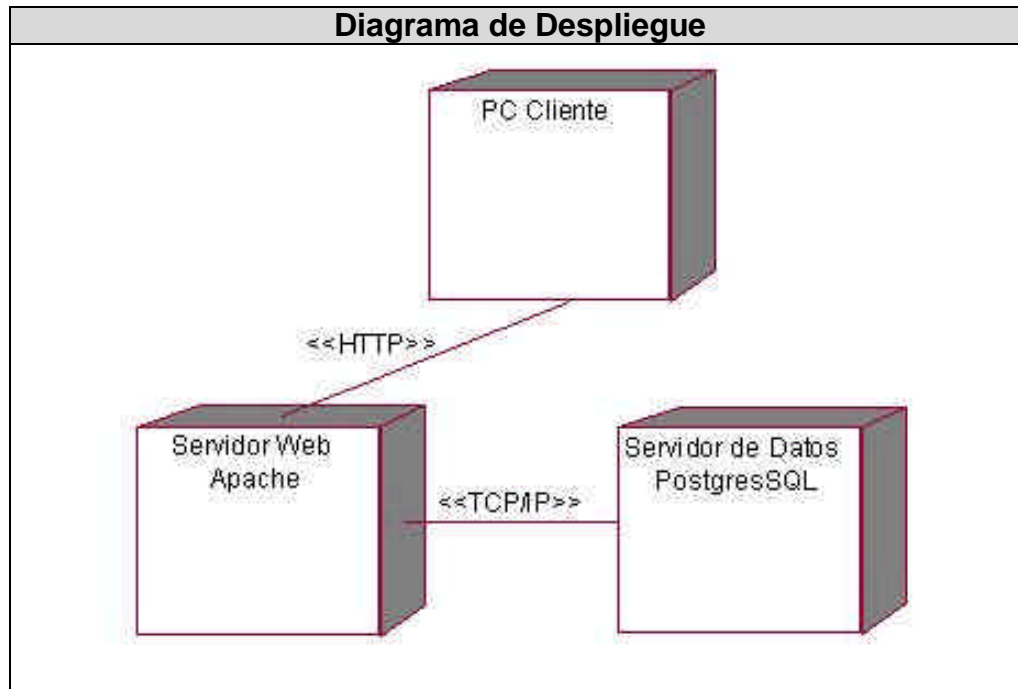 Diagrama de Despliegue
PC Cliente
<<HTTP>>
Servidor Web
Apache
<<TCP/IP>>
Servidor de Datos
PostgresSQL